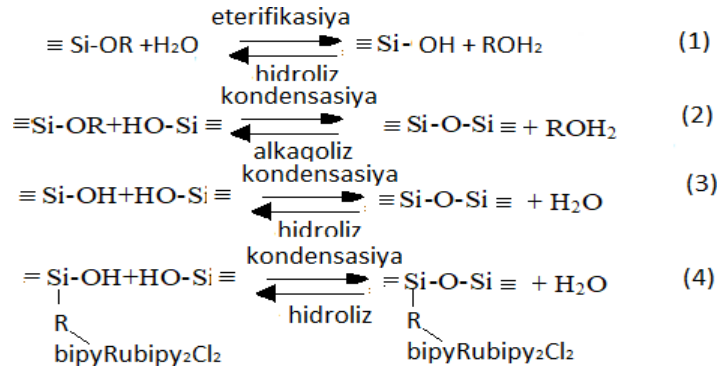 eterifikasiya
≡ Si-OR +H₂O ≡ Si- OH + ROH₂ (1)
hidroliz
kondensasiya
≡Si-OR+HO-Si ≡ ≡ Si-O-Si ≡ + ROH₂ (2)
alkaqoliz
kondensasiya
≡ Si-OH+HO-Si ≡ ≡ Si-O-Si ≡ + H₂O (3)
hidroliz
kondensasiya
= Si-OH+HO-Si ≡ = Si-O-Si ≡ + H₂O (4)
hidroliz
R R
bipyRubipy₂Cl₂ bipyRubipy₂Cl₂